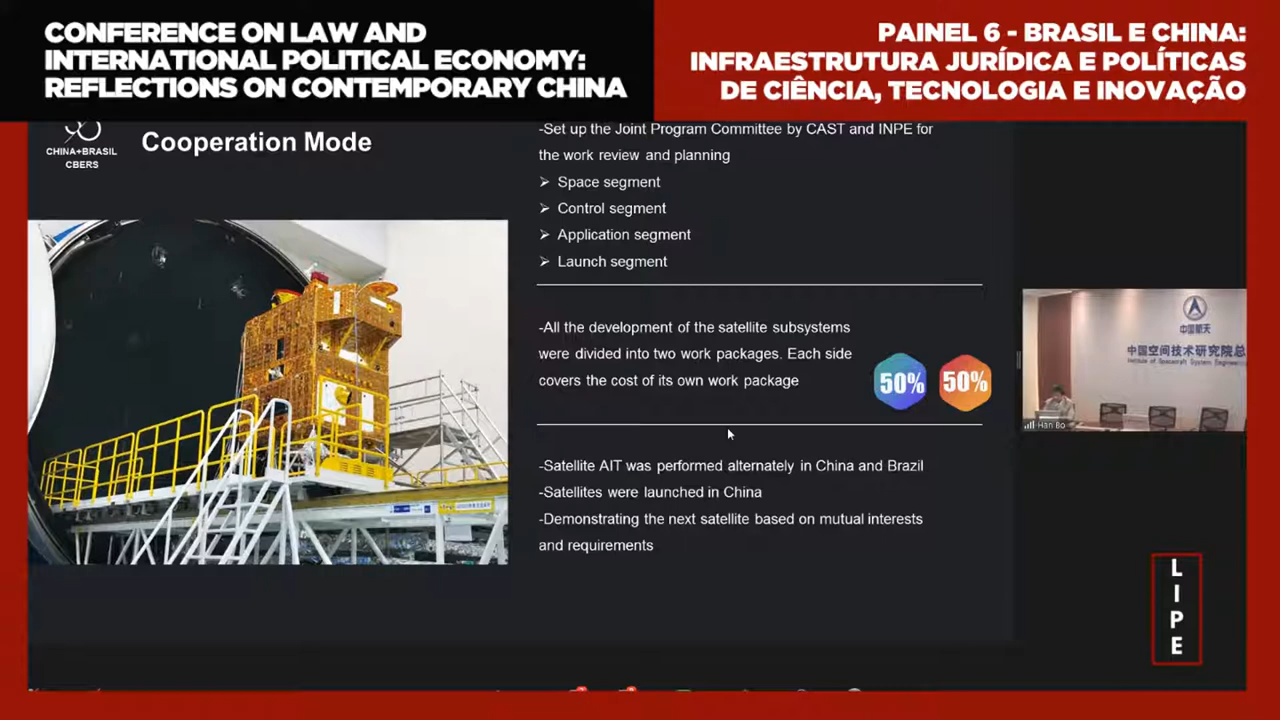 CONFERENCE ON LAW AND
INTERNATIONAL POLITICAL ECONOMY:
REFLECTIONS ON CONTEMPORARY CHINA
PAINEL 6 - BRASIL E CHINA:
INFRAESTRUTURA JURÍDICA E POLÍTICAS
DE CIÊNCIA, TECNOLOGIA E INOVAÇÃO
CHINA+BRASIL
CBERS
Cooperation Mode
-Set up the Joint Program Committee by CAST and INPE for
the work review and planning
➢ Space segment
➢ Control segment
➢ Application segment
➢ Launch segment
-All the development of the satellite subsystems
were divided into two work packages. Each side
covers the cost of its own work package
50%
50%
-Satellite AIT was performed alternately in China and Brazil
-Satellites were launched in China
-Demonstrating the next satellite based on mutual interests
and requirements
中国航天
中国空间技术研究院总
Institute of Spacecraft System Enginee
Han Bo
L
I
P
E